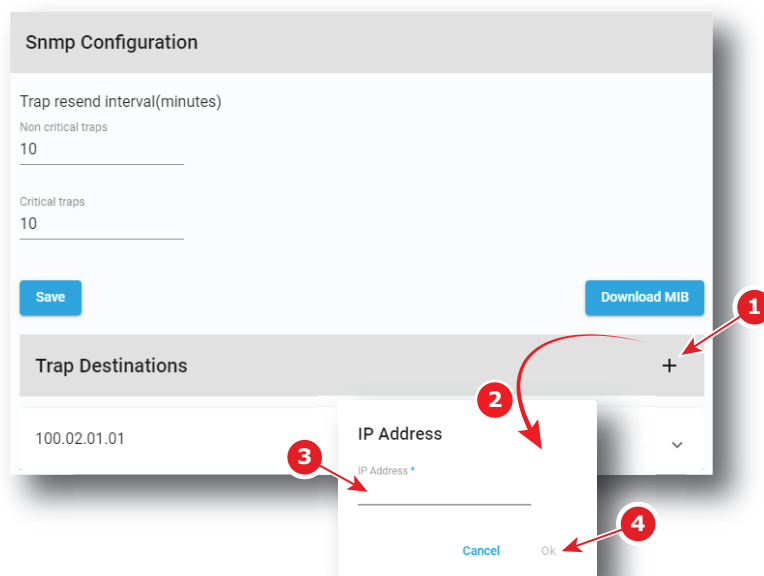 Snmp Configuration
Trap resend interval(minutes)
Non critical traps
10
Critical traps
10
Save
Download MIB
1
Trap Destinations
+
2
100.02.01.01
IP Address
3
IP Address *
4
Cancel
Ok